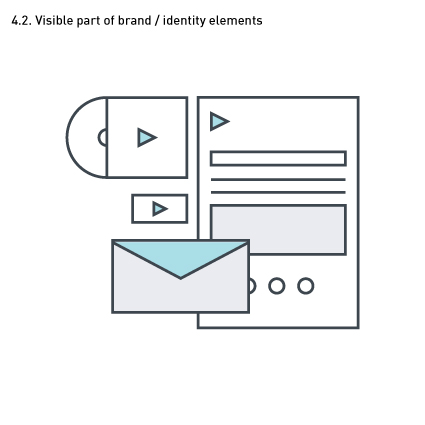 4.2. Visible part of brand / identity elements